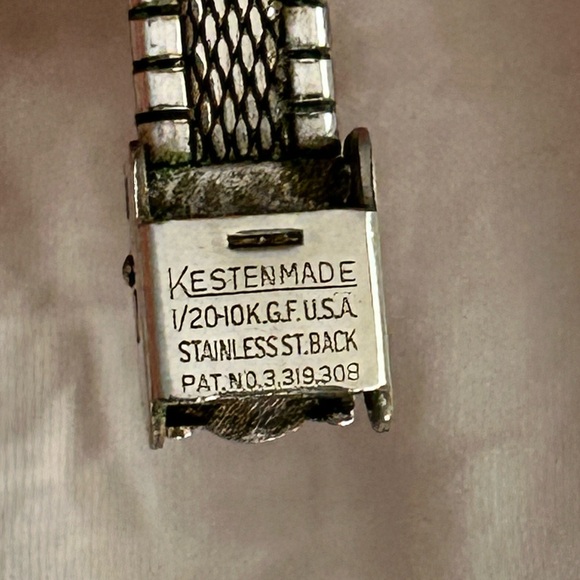 KESTENMADE
1/20-10K.G.F. U.S.A.
STAINLESS ST. BACK
PAT. NO. 3,319,308